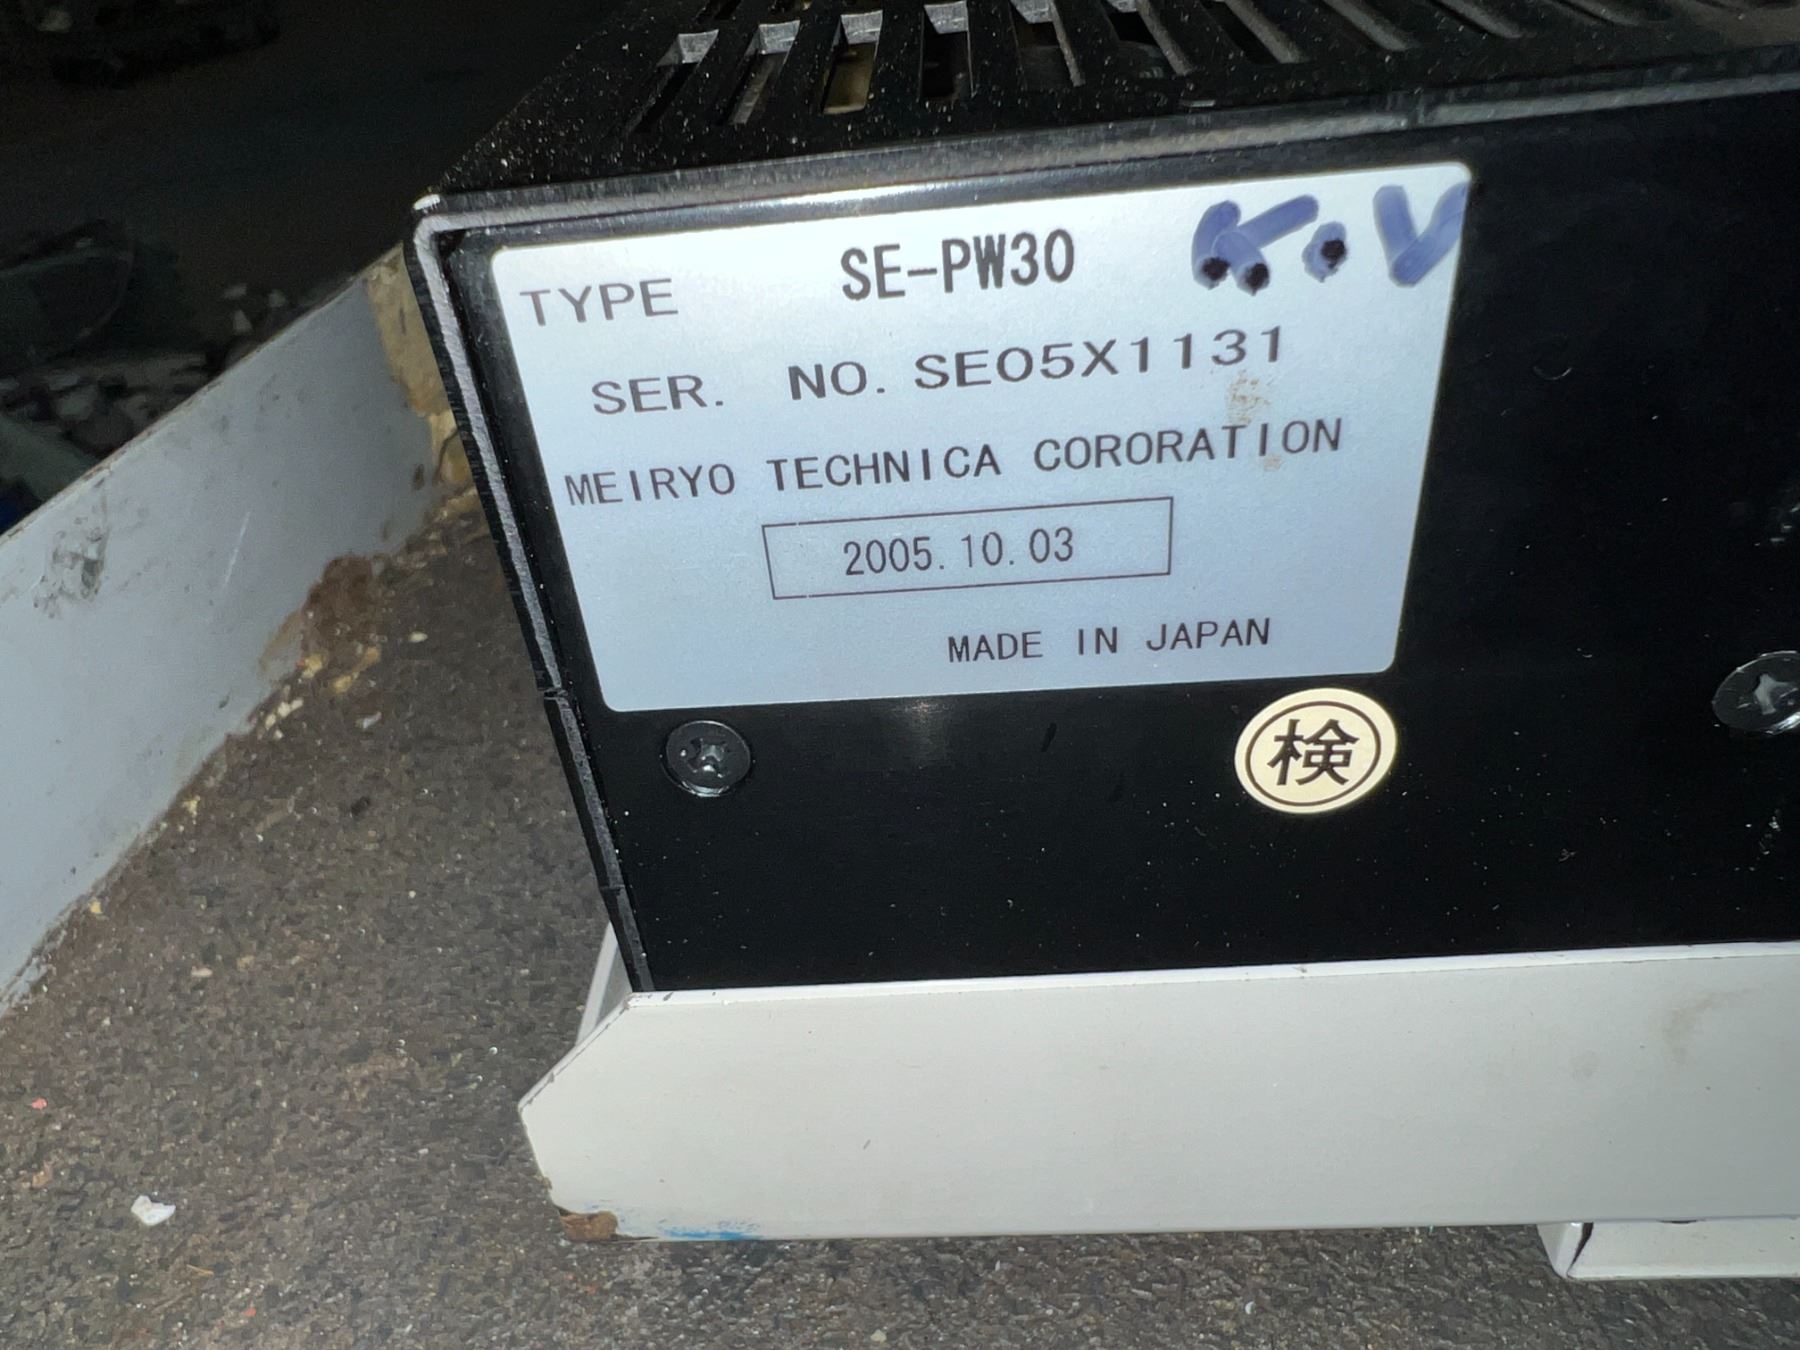 TYPE SE-PW30 K.V
SER. NO. SE05X1131
MEIRYO TECHNICA CORORATION
2005.10.03
MADE IN JAPAN
検